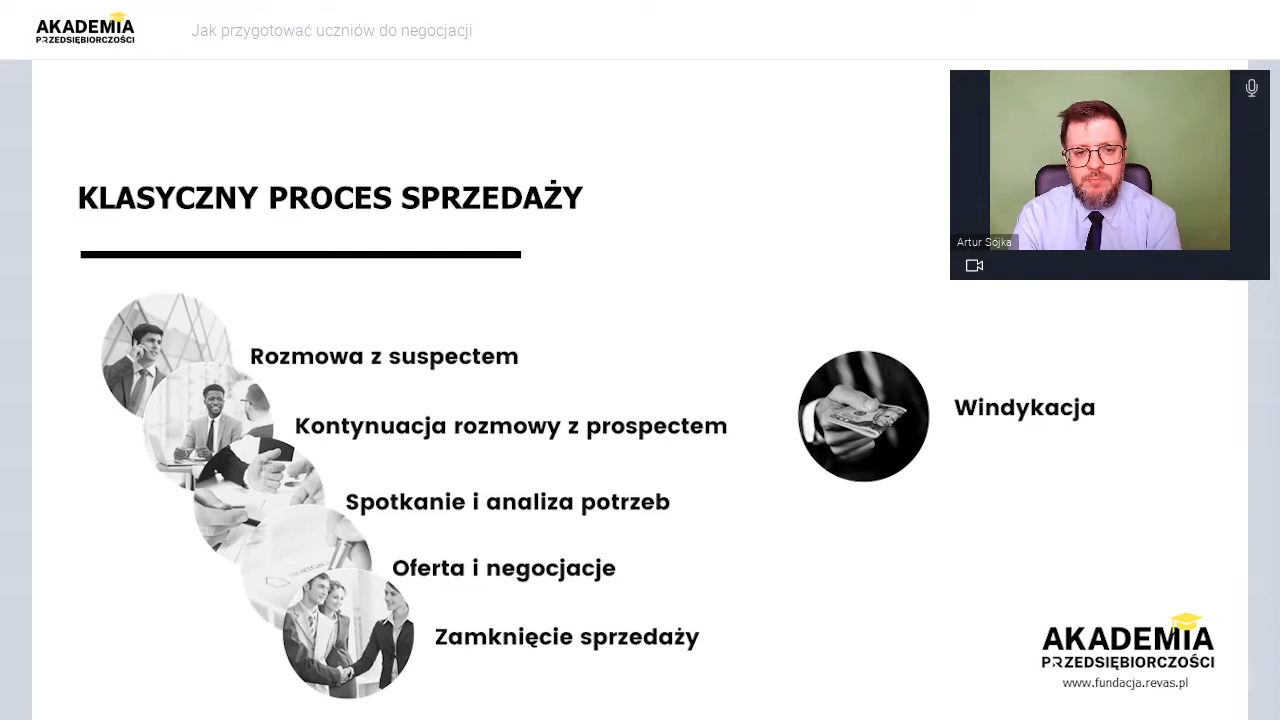 AKADEMIA
PRZEDSIĘBIORCZOŚCI
Jak przygotować uczniów do negocjacji
Artur Sójka
KLASYCZNY PROCES SPRZEDAŻY
Rozmowa z suspectem
Kontynuacja rozmowy z prospectem
Spotkanie i analiza potrzeb
Oferta i negocjacje
Zamknięcie sprzedaży
Windykacja
AKADEMIA
PRZEDSIĘBIORCZOŚCI
www.fundacja.revas.pl